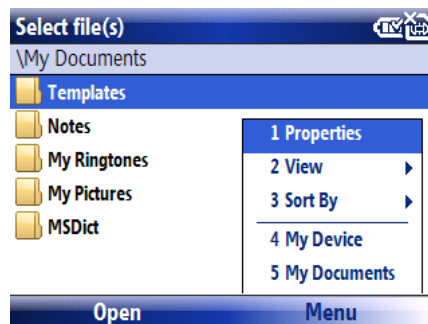 Select file(s)
\My Documents
Templates
Notes
My Ringtones
My Pictures
MSDict
1 Properties
2 View
3 Sort By
4 My Device
5 My Documents
Open Menu